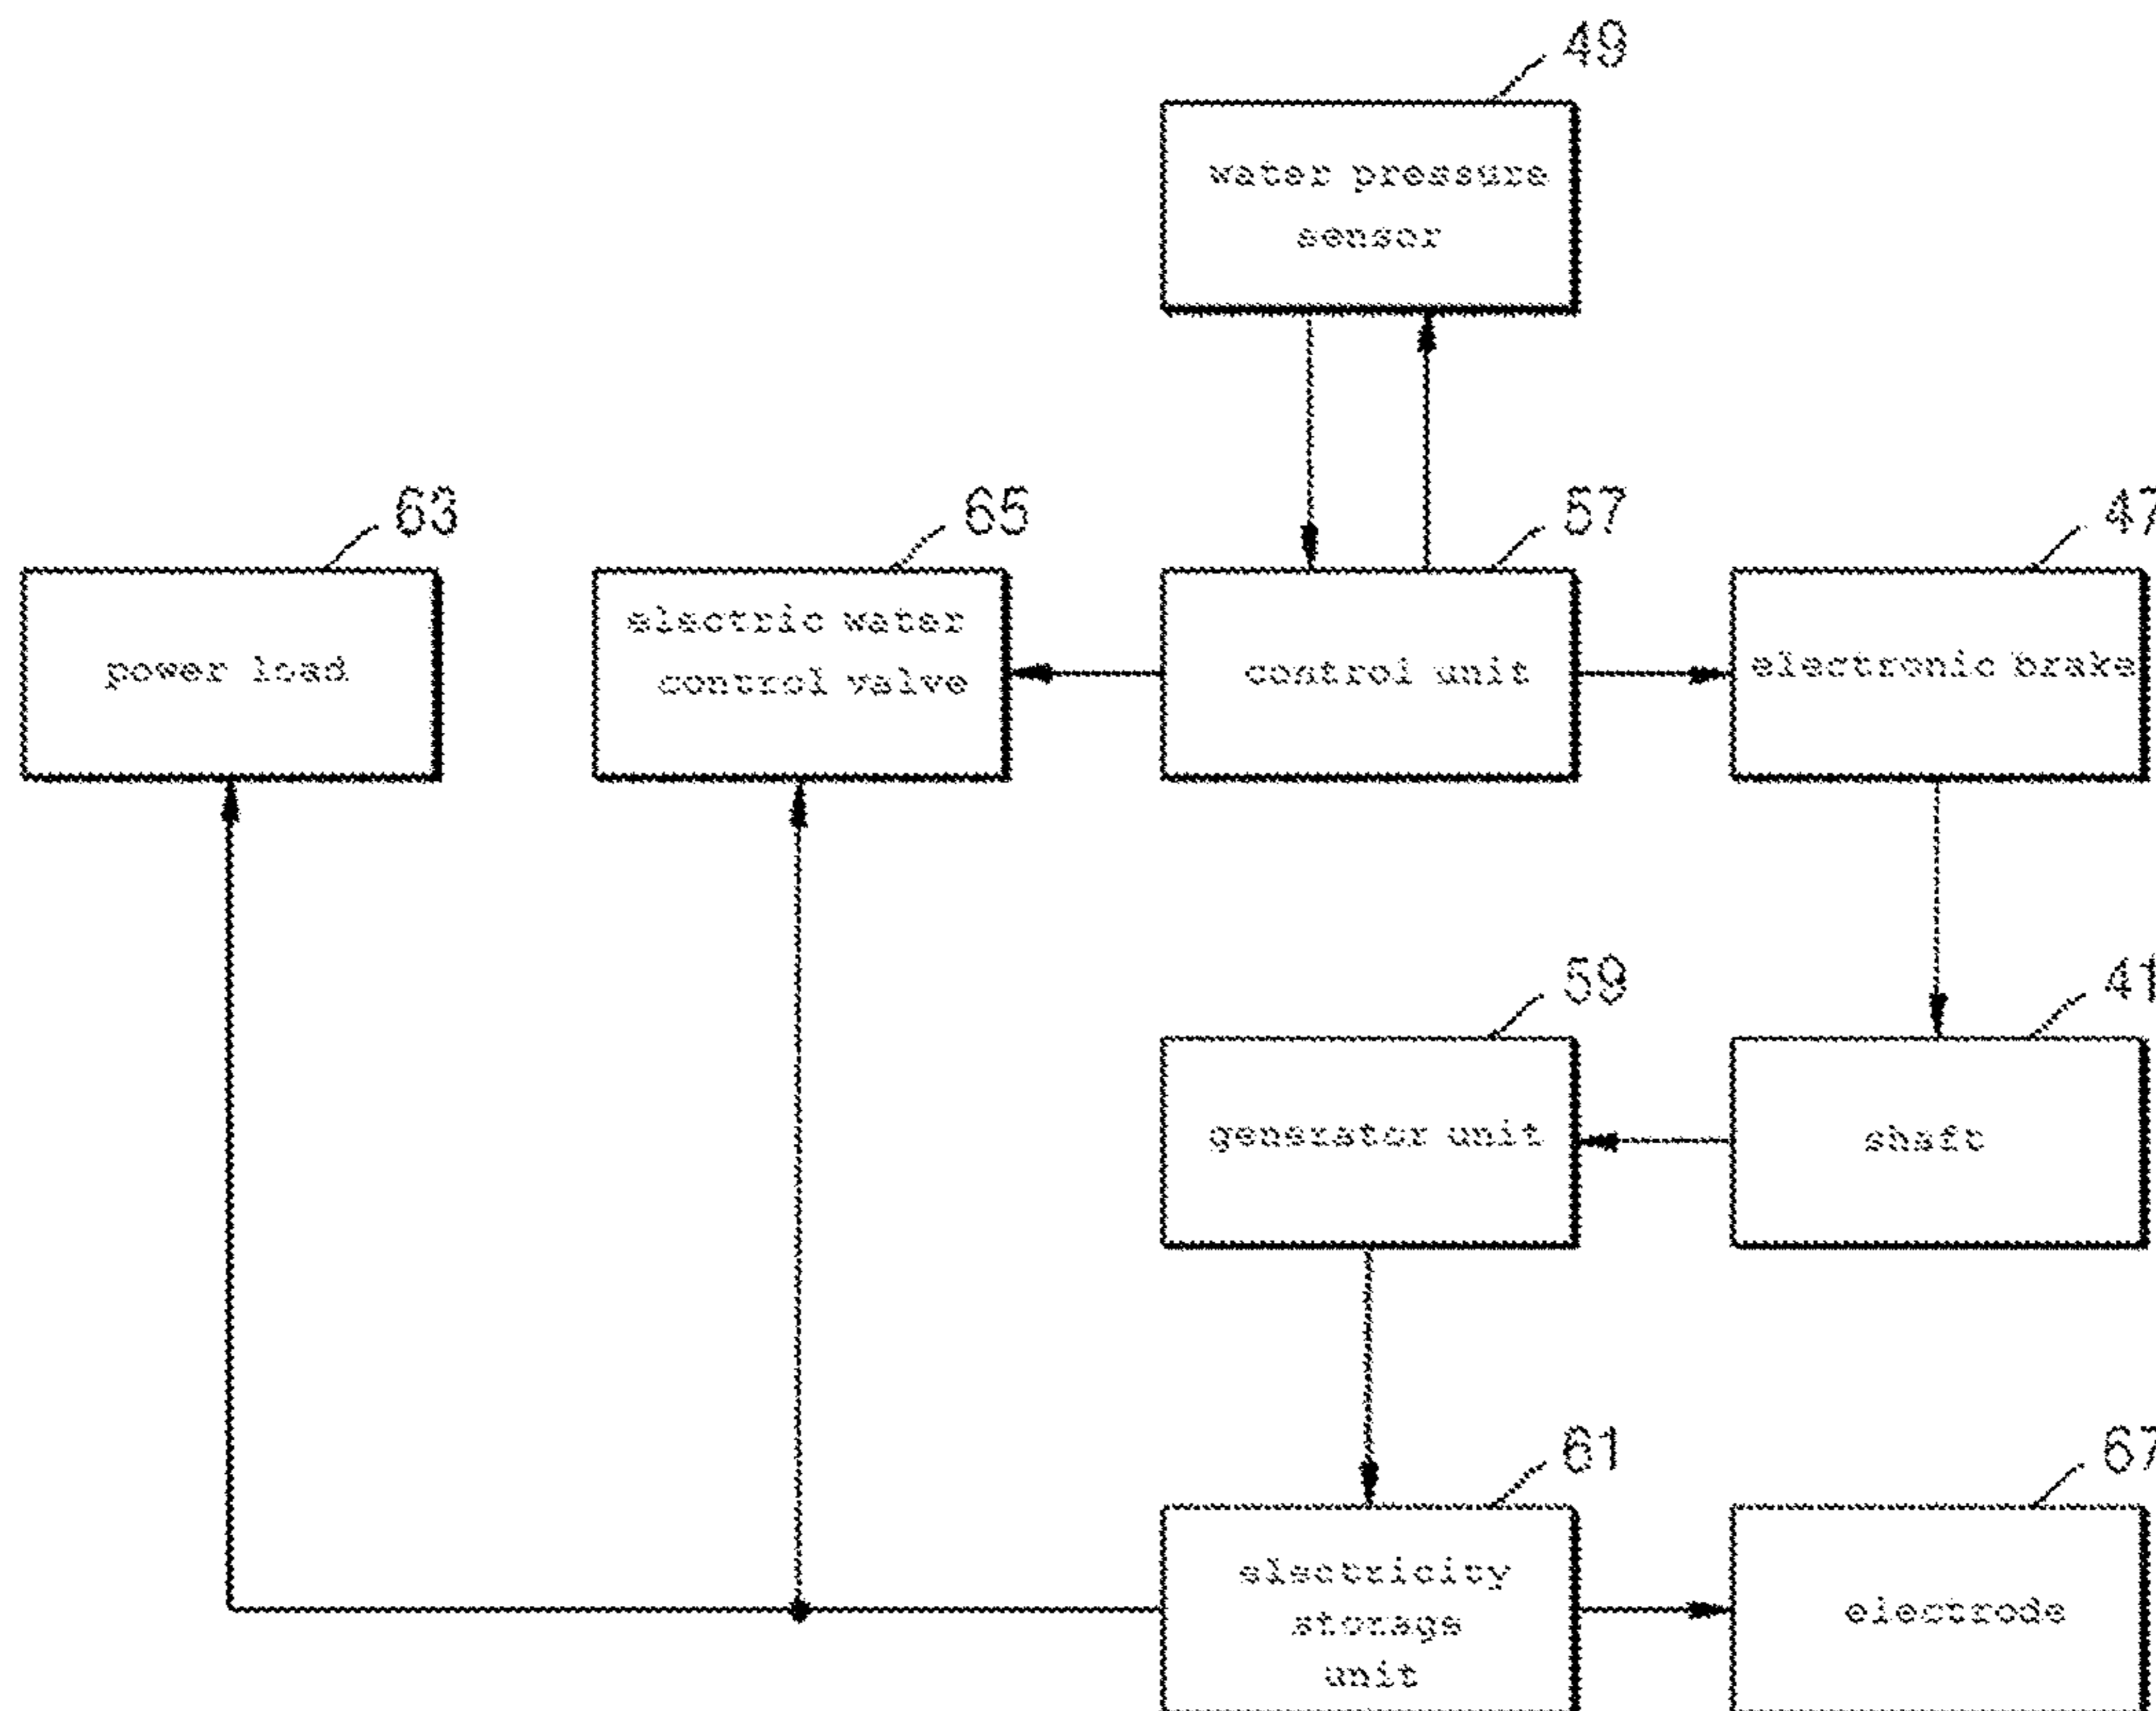 49
water pressure
sensor
63
65
57
47
power load
electric water
control valve
control unit
electronic brake
59
41
generator unit
shaft
61
67
electricity
storage
unit
electrode